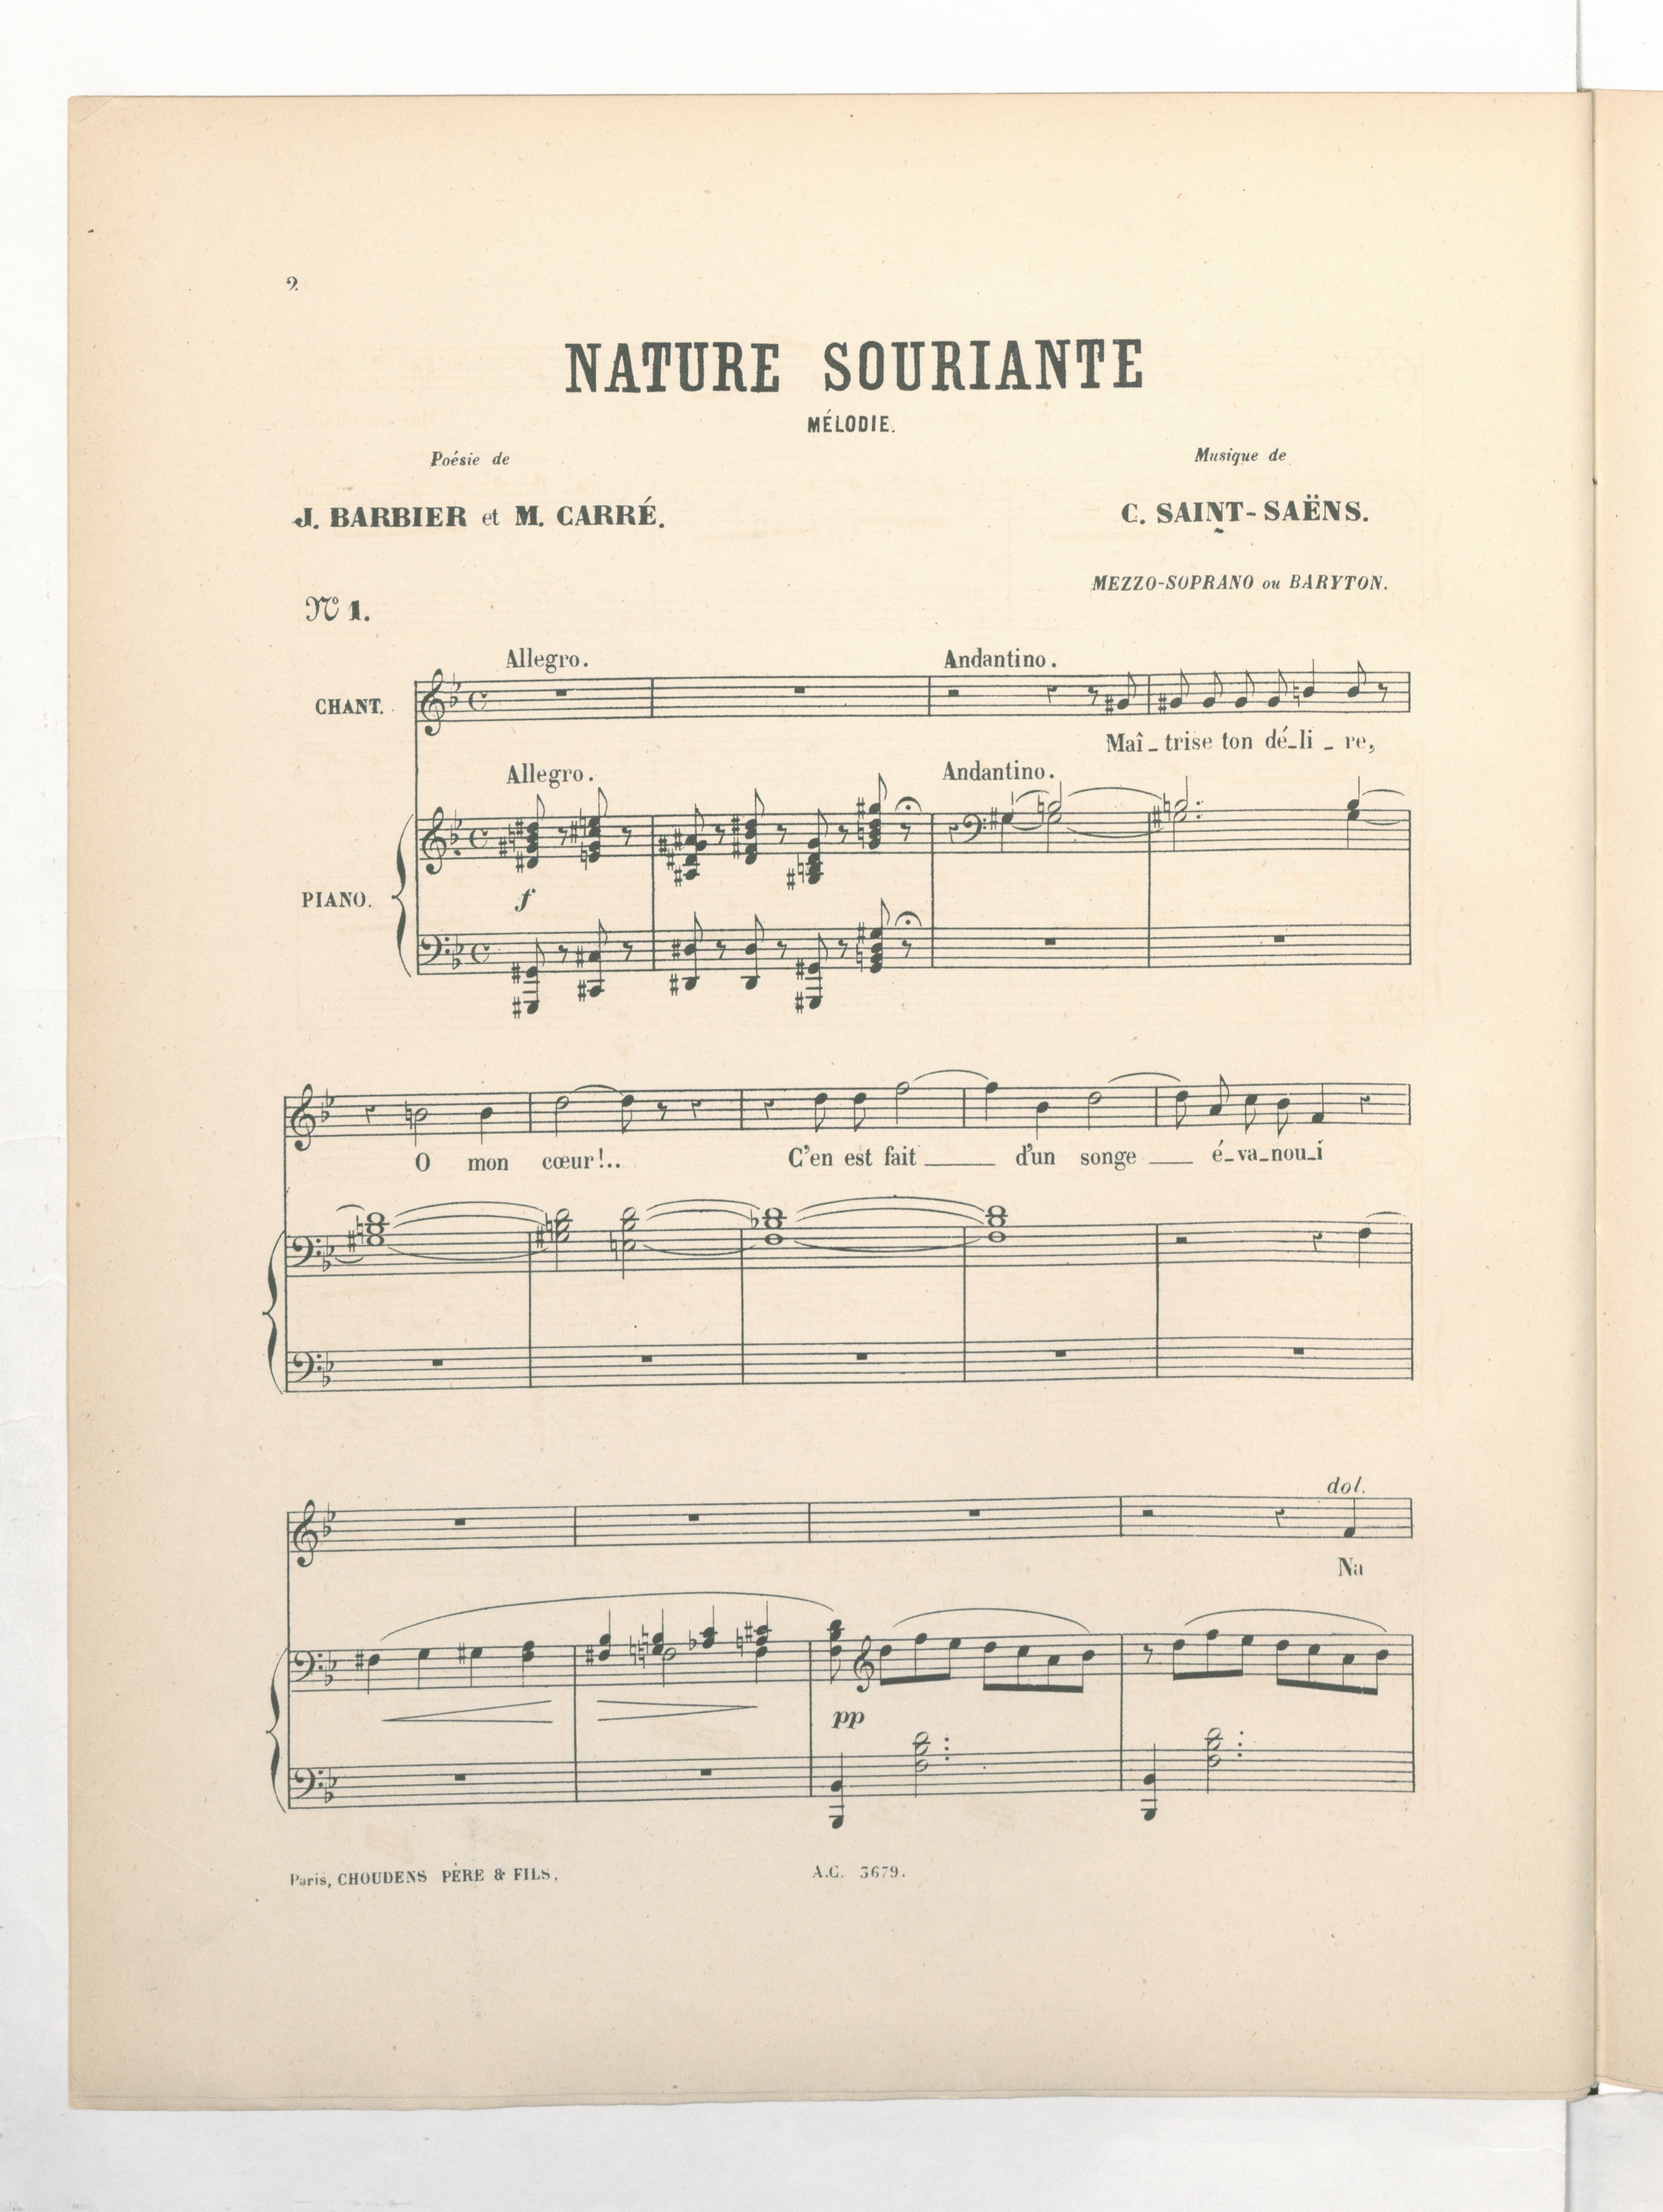 2
NATURE SOURIANTE
MÉLODIE.
Poésie de
Musique de
J. BARBIER et M. CARRÉ.
C. SAINT-SAËNS.
MEZZO-SOPRANO ou BARYTON.
No 1.
Allegro.
Andantino.
CHANT.
Maî_trise ton dé_li_re,
Allegro.
Andantino.
PIANO.
f
O mon cœur!.. C'en est fait ___ d'un songe ___ é_va_nou_i
dol.
Na
pp
Paris, CHOUDENS PÈRE & FILS.
A.C. 3679.